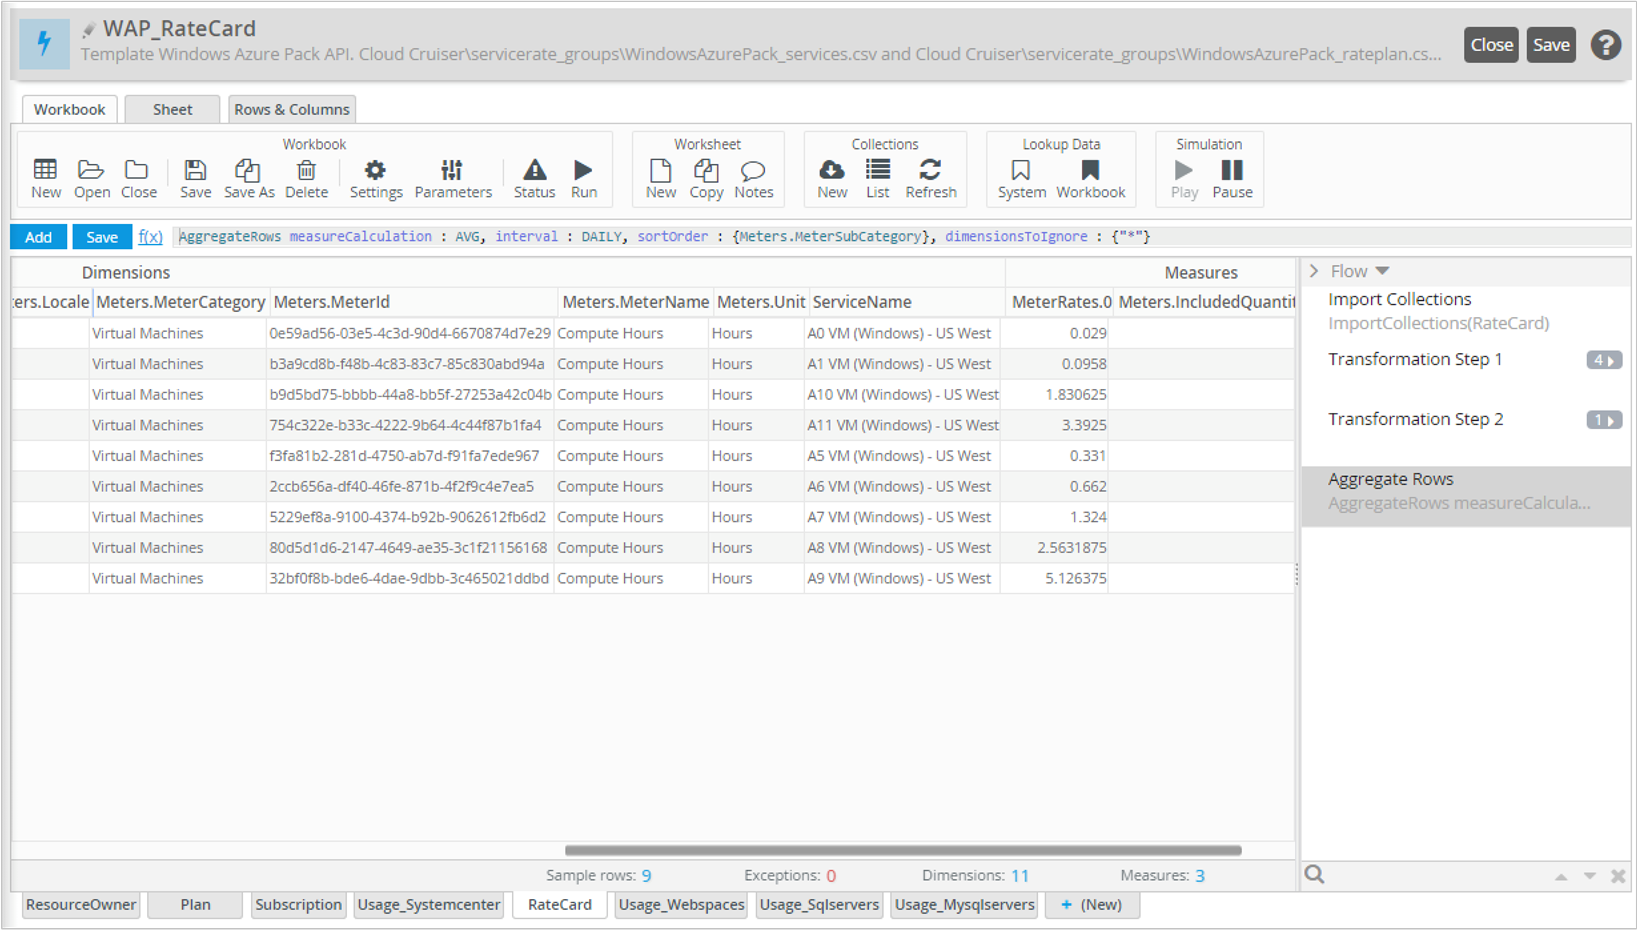 WAP_RateCard
Template Windows Azure Pack API. Cloud Cruiser\servicerate_groups\WindowsAzurePack_services.csv and Cloud Cruiser\servicerate_groups\WindowsAzurePack_rateplan.cs...
Close Save ?
Workbook Sheet Rows & Columns
Workbook Worksheet Collections Lookup Data Simulation
New Open Close Save Save As Delete Settings Parameters Status Run New Copy Notes New List Refresh System Workbook Play Pause
Add Save f(x) AggregateRows measureCalculation : AVG, interval : DAILY, sortOrder : {Meters.MeterSubCategory}, dimensionsToIgnore : {"*"}
Dimensions Measures
ers.Locale Meters.MeterCategory Meters.MeterId Meters.MeterName Meters.Unit ServiceName MeterRates.0 Meters.IncludedQuantit
Virtual Machines 0e59ad56-03e5-4c3d-90d4-6670874d7e29 Compute Hours Hours A0 VM (Windows) - US West 0.029
Virtual Machines b3a9cd8b-f48b-4c83-83c7-85c830abd94a Compute Hours Hours A1 VM (Windows) - US West 0.0958
Virtual Machines b9d5bd75-bbbb-44a8-bb5f-27253a42c04b Compute Hours Hours A10 VM (Windows) - US West 1.830625
Virtual Machines 754c322e-b33c-4222-9b64-4c44f87b1fa4 Compute Hours Hours A11 VM (Windows) - US West 3.3925
Virtual Machines f3fa81b2-281d-4750-ab7d-f91fa7ede967 Compute Hours Hours A5 VM (Windows) - US West 0.331
Virtual Machines 2ccb656a-df40-46fe-871b-4f2f9c4e7ea5 Compute Hours Hours A6 VM (Windows) - US West 0.662
Virtual Machines 5229ef8a-9100-4374-b92b-9062612fb6d2 Compute Hours Hours A7 VM (Windows) - US West 1.324
Virtual Machines 80d5d1d6-2147-4649-ae35-3c1f21156168 Compute Hours Hours A8 VM (Windows) - US West 2.5631875
Virtual Machines 32bf0f8b-bde6-4dae-9dbb-3c465021ddbd Compute Hours Hours A9 VM (Windows) - US West 5.126375
Flow
Import Collections
ImportCollections(RateCard)
Transformation Step 1 4
Transformation Step 2 1
Aggregate Rows
AggregateRows measureCalcula...
Sample rows: 9 Exceptions: 0 Dimensions: 11 Measures: 3
ResourceOwner Plan Subscription Usage_Systemcenter RateCard Usage_Webspaces Usage_Sqlservers Usage_Mysqlservers + (New)